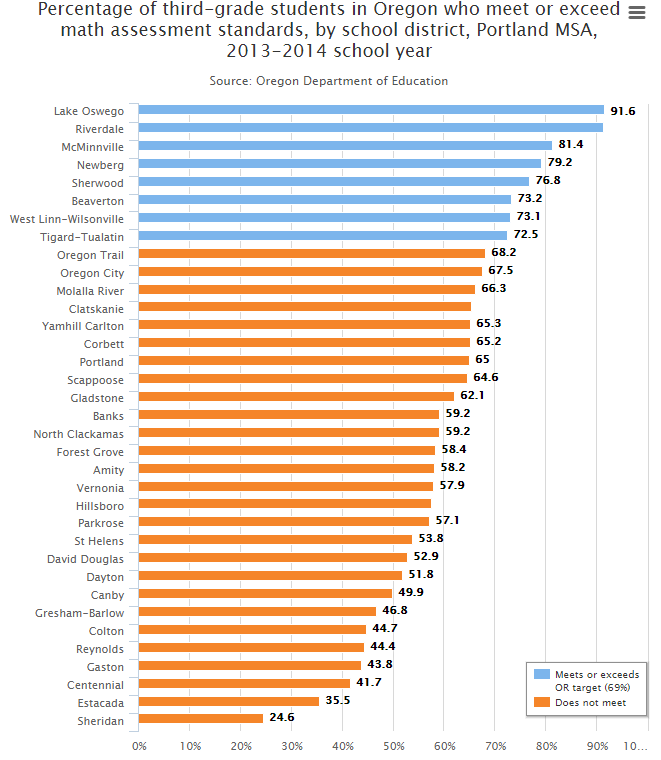 Percentage of third-grade students in Oregon who meet or exceed
math assessment standards, by school district, Portland MSA,
2013-2014 school year
Source: Oregon Department of Education
Lake Oswego 91.6
Riverdale
McMinnville 81.4
Newberg 79.2
Sherwood 76.8
Beaverton 73.2
West Linn-Wilsonville 73.1
Tigard-Tualatin 72.5
Oregon Trail 68.2
Oregon City 67.5
Molalla River 66.3
Clatskanie
Yamhill Carlton 65.3
Corbett 65.2
Portland 65
Scappoose 64.6
Gladstone 62.1
Banks 59.2
North Clackamas 59.2
Forest Grove 58.4
Amity 58.2
Vernonia 57.9
Hillsboro
Parkrose 57.1
St Helens 53.8
David Douglas 52.9
Dayton 51.8
Canby 49.9
Gresham-Barlow 46.8
Colton 44.7
Reynolds 44.4
Gaston 43.8
Centennial 41.7
Estacada 35.5
Sheridan 24.6
Meets or exceeds
OR target (69%)
Does not meet
0% 10% 20% 30% 40% 50% 60% 70% 80% 90% 10...